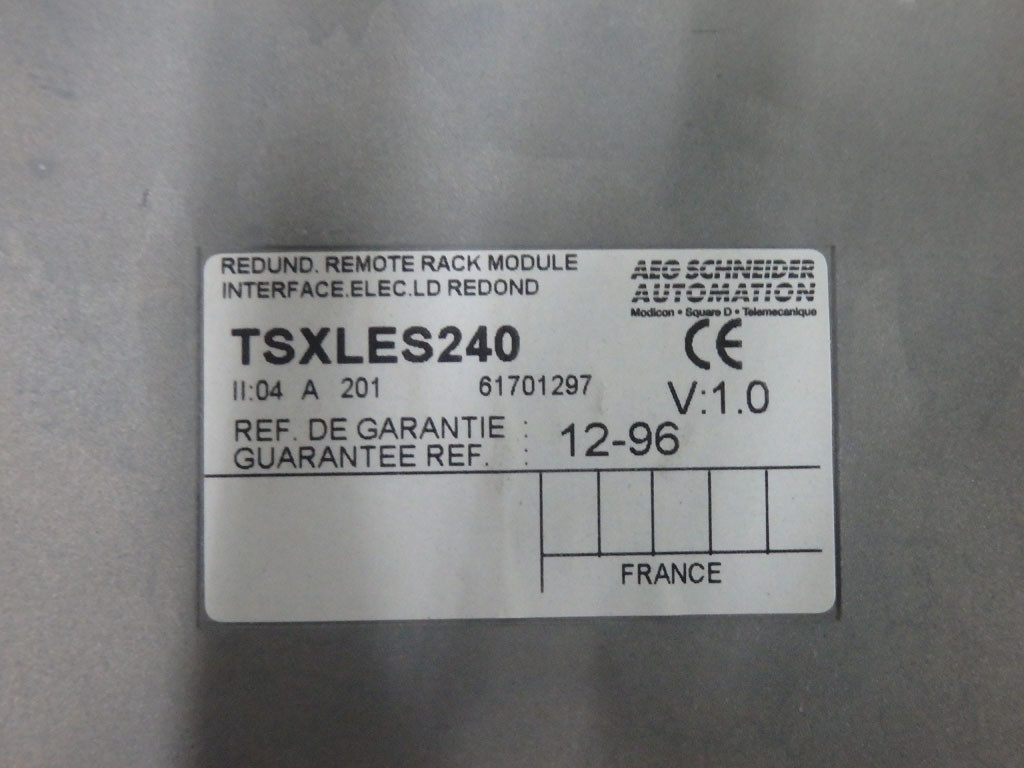 REDUND. REMOTE RACK MODULE
INTERFACE.ELEC.LD REDOND
AEG SCHNEIDER
AUTOMATION
Modicon • Square D • Telemecanique
TSXLES240
CE
II:04 A 201 61701297
V:1.0
REF. DE GARANTIE :
GUARANTEE REF. : 12-96
FRANCE